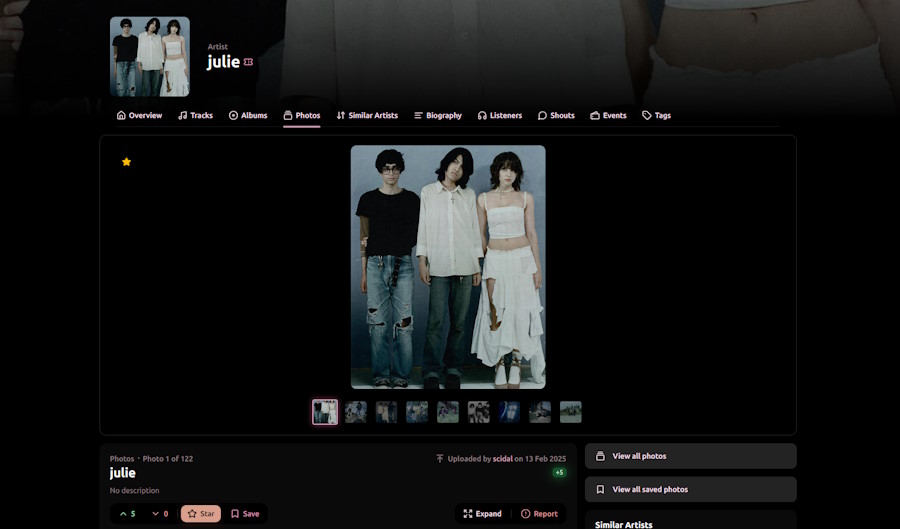 Artist
julie
Overview Tracks Albums Photos Similar Artists Biography Listeners Shouts Events Tags
Photos • Photo 1 of 122
Uploaded by scidal on 13 Feb 2025
julie
+5
No description
5 0 Star Save
Expand Report
View all photos
View all saved photos
Similar Artists